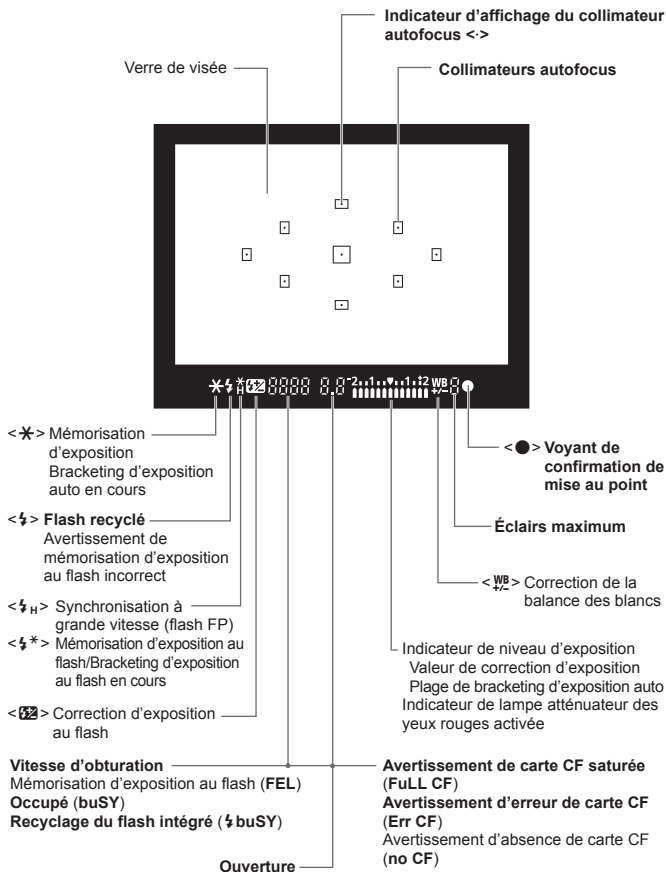 Indicateur d'affichage du collimateur
autofocus <·>
Verre de visée
Collimateurs autofocus
-2..1..▼..1.:2 WB
+/-
<✱> Mémorisation
d'exposition
Bracketing d'exposition
auto en cours
<●> Voyant de
confirmation de
mise au point
<⚡> Flash recyclé
Avertissement de
mémorisation d'exposition
au flash incorrect
Éclairs maximum
<WB +/-> Correction de la
balance des blancs
<⚡H> Synchronisation à
grande vitesse (flash FP)
<⚡*> Mémorisation d'exposition au
flash/Bracketing d'exposition
au flash en cours
Indicateur de niveau d'exposition
Valeur de correction d'exposition
Plage de bracketing d'exposition auto
Indicateur de lampe atténuateur des
yeux rouges activée
<⚡±> Correction d'exposition
au flash
Vitesse d'obturation
Mémorisation d'exposition au flash (FEL)
Occupé (buSY)
Recyclage du flash intégré (⚡buSY)
Avertissement de carte CF saturée
(FuLL CF)
Avertissement d'erreur de carte CF
(Err CF)
Avertissement d'absence de carte CF
(no CF)
Ouverture